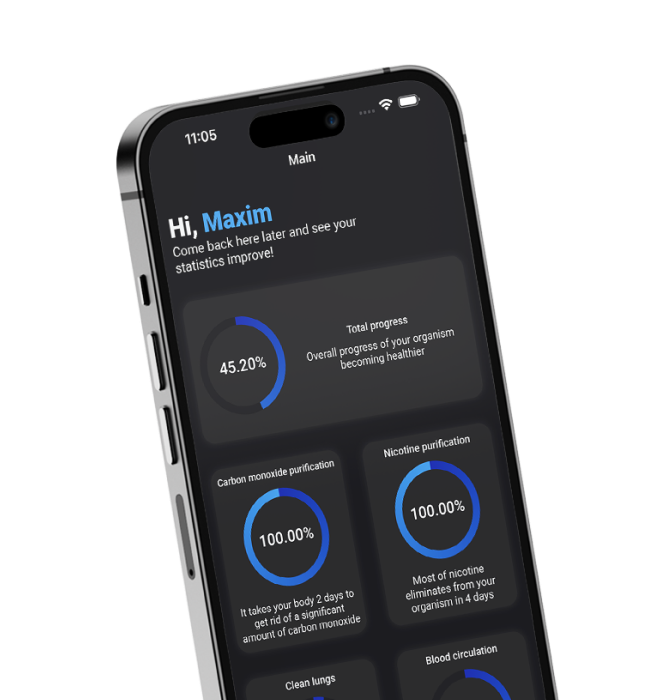 11:05
Main
Hi, Maxim
Come back here later and see your
statistics improve!
45.20%
Total progress
Overall progress of your organism
becoming healthier
Carbon monoxide purification
100.00%
It takes your body 2 days to
get rid of a significant
amount of carbon monoxide
Nicotine purification
100.00%
Most of nicotine
eliminates from your
organism in 4 days
Clean lungs
Blood circulation